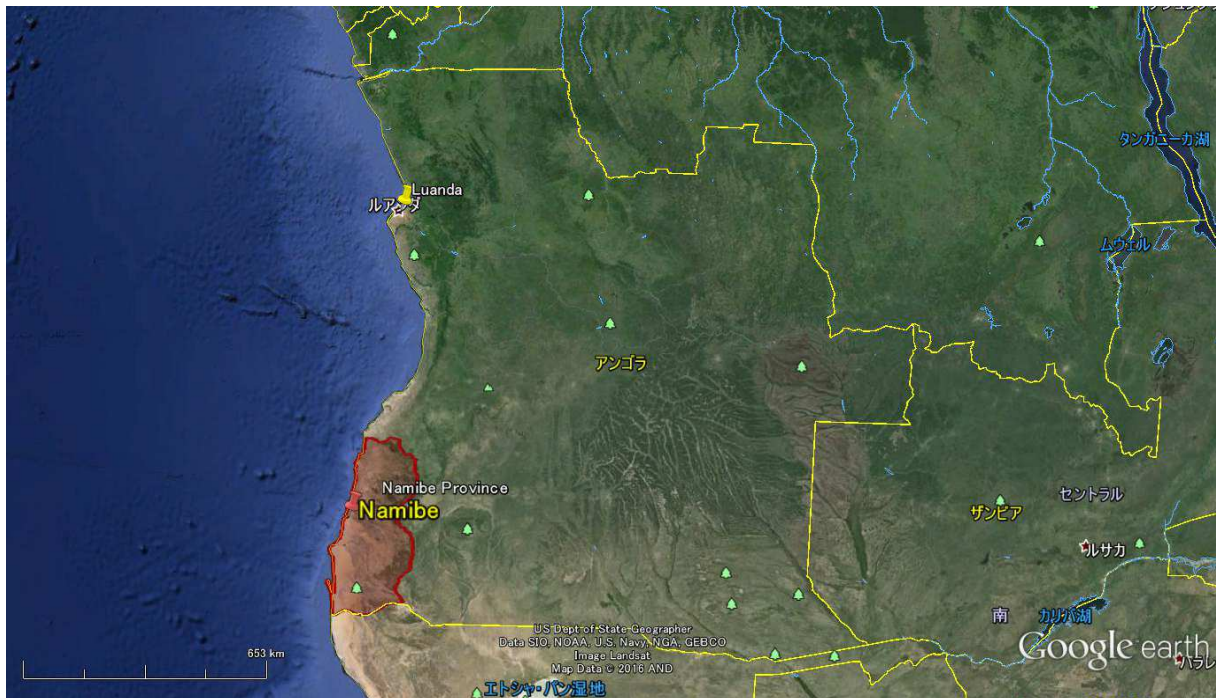 タンガニーカ湖
Luanda
ルアンダ
ムウェル
アンゴラ
Namibe Province
Namibe
セントラル
ザンビア
ルサカ
南
カリバ湖
US Dept of State Geographer
Data SIO, NOAA, U.S. Navy, NGA, GEBCO
Image Landsat
Map Data © 2016 AND
Google earth
653 km
ハラレ
エトシャ・パン湿地